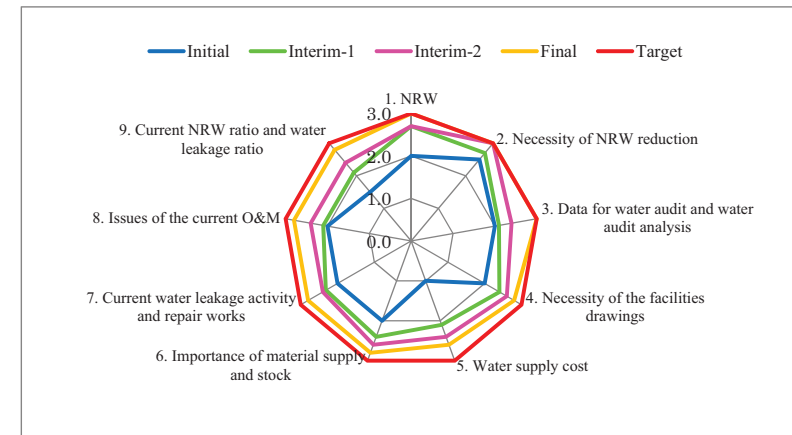 Initial Interim-1 Interim-2 Final Target
1. NRW
3.0
2.0
1.0
0.0
2. Necessity of NRW reduction
3. Data for water audit and water
audit analysis
4. Necessity of the facilities
drawings
5. Water supply cost
6. Importance of material supply
and stock
7. Current water leakage activity
and repair works
8. Issues of the current O&M
9. Current NRW ratio and water
leakage ratio